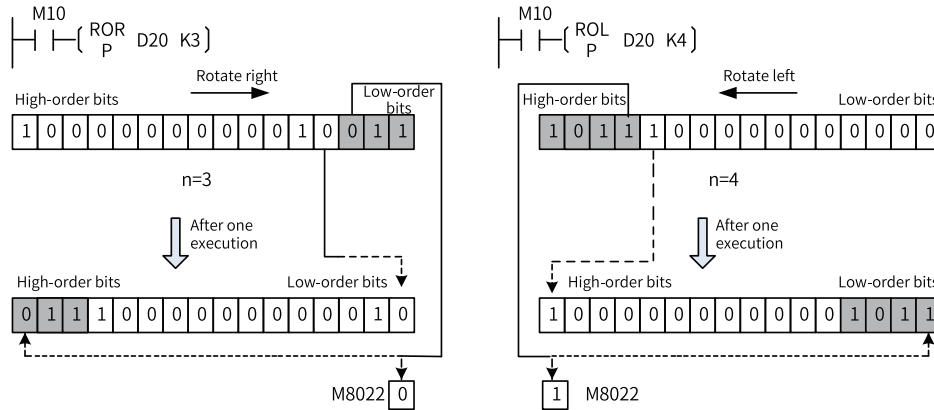 M10
ROR
P
D20 K3
Rotate right
High-order bits
Low-order
bits
1 0 0 0 0 0 0 0 0 0 0 1 0 0 1 1
n=3
After one
execution
High-order bits
Low-order bits
0 1 1 1 0 0 0 0 0 0 0 0 0 0 1 0
M8022 0
M10
ROL
P
D20 K4
Rotate left
High-order bits
Low-order bits
1 0 1 1 1 0 0 0 0 0 0 0 0 0 0 0
n=4
After one
execution
High-order bits
Low-order bits
1 0 0 0 0 0 0 0 0 0 0 0 1 0 1 1
1 M8022